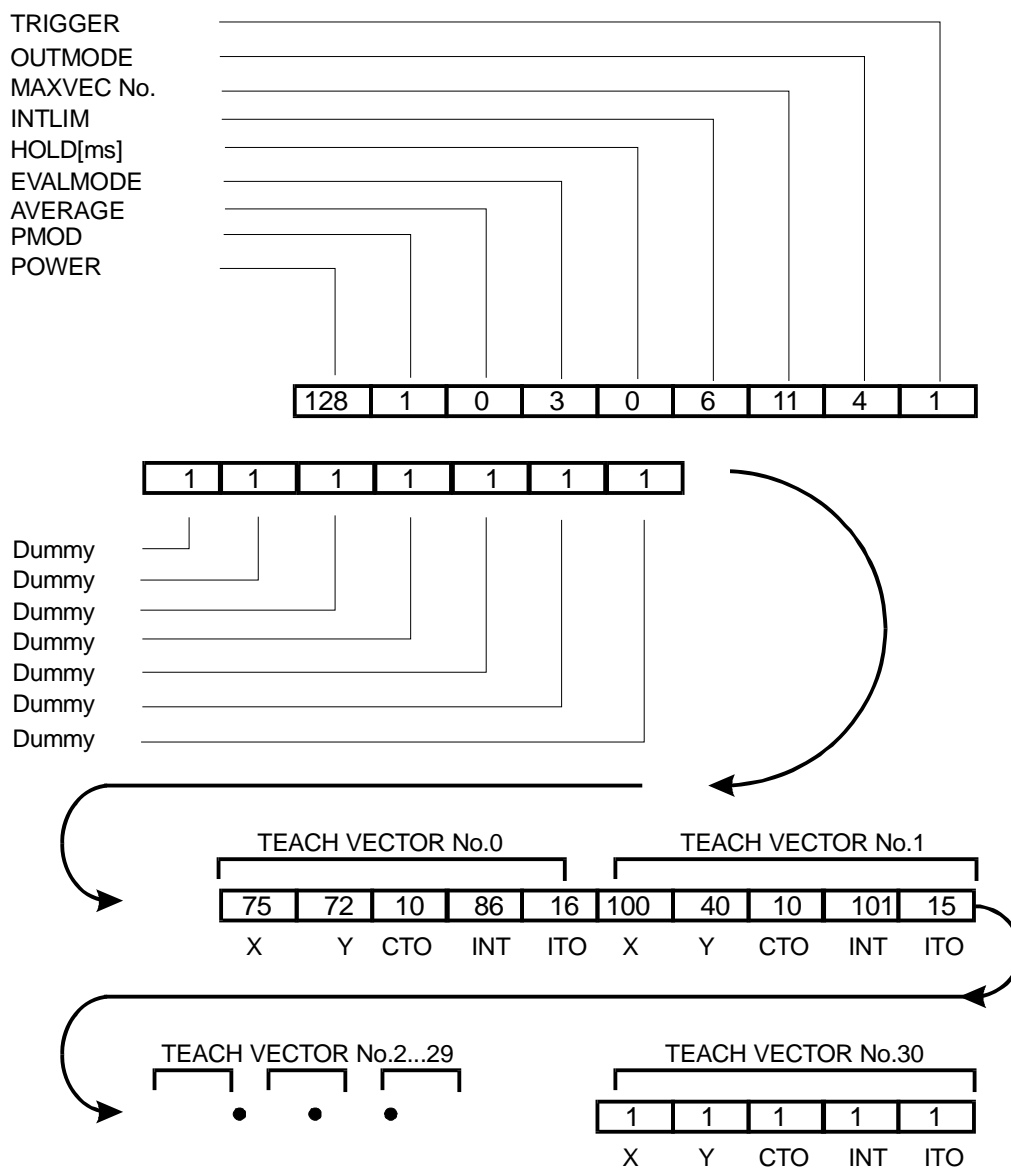 TRIGGER
OUTMODE
MAXVEC No.
INTLIM
HOLD[ms]
EVALMODE
AVERAGE
PMOD
POWER
128 1 0 3 0 6 11 4 1
1 1 1 1 1 1 1
Dummy
Dummy
Dummy
Dummy
Dummy
Dummy
Dummy
TEACH VECTOR No.0 TEACH VECTOR No.1
75 72 10 86 16 100 40 10 101 15
X Y CTO INT ITO X Y CTO INT ITO
TEACH VECTOR No.2...29 TEACH VECTOR No.30
1 1 1 1 1
X Y CTO INT ITO